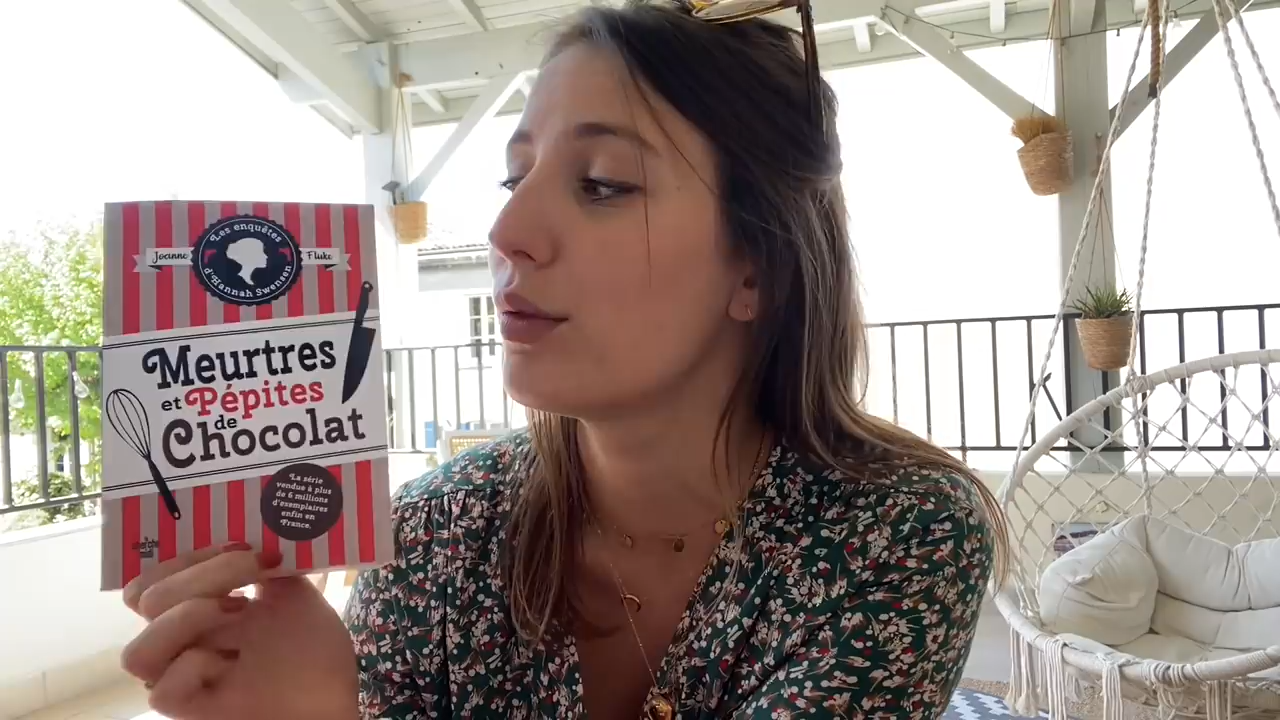 Les enquêtes
Joanne Fluke
d'Hannah Swensen
Meurtres
et Pépites
de
Chocolat
La série
vendue à plus
de 6 millions
d'exemplaires
enfin en
France.